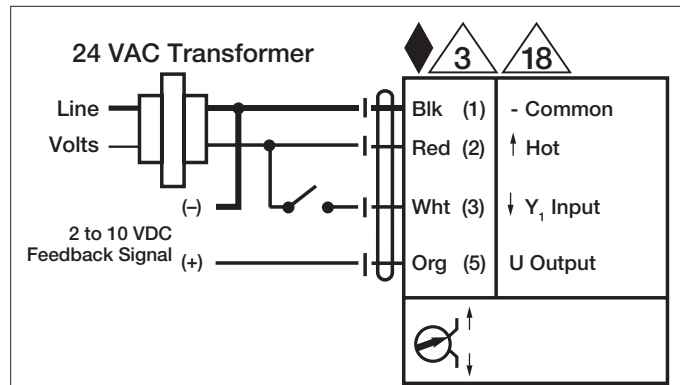 24 VAC Transformer
3 18
Line
Volts
Blk (1) - Common
Red (2) ↑ Hot
(–)
Wht (3) ↓ Y₁ Input
2 to 10 VDC
Feedback Signal (+)
Org (5) U Output